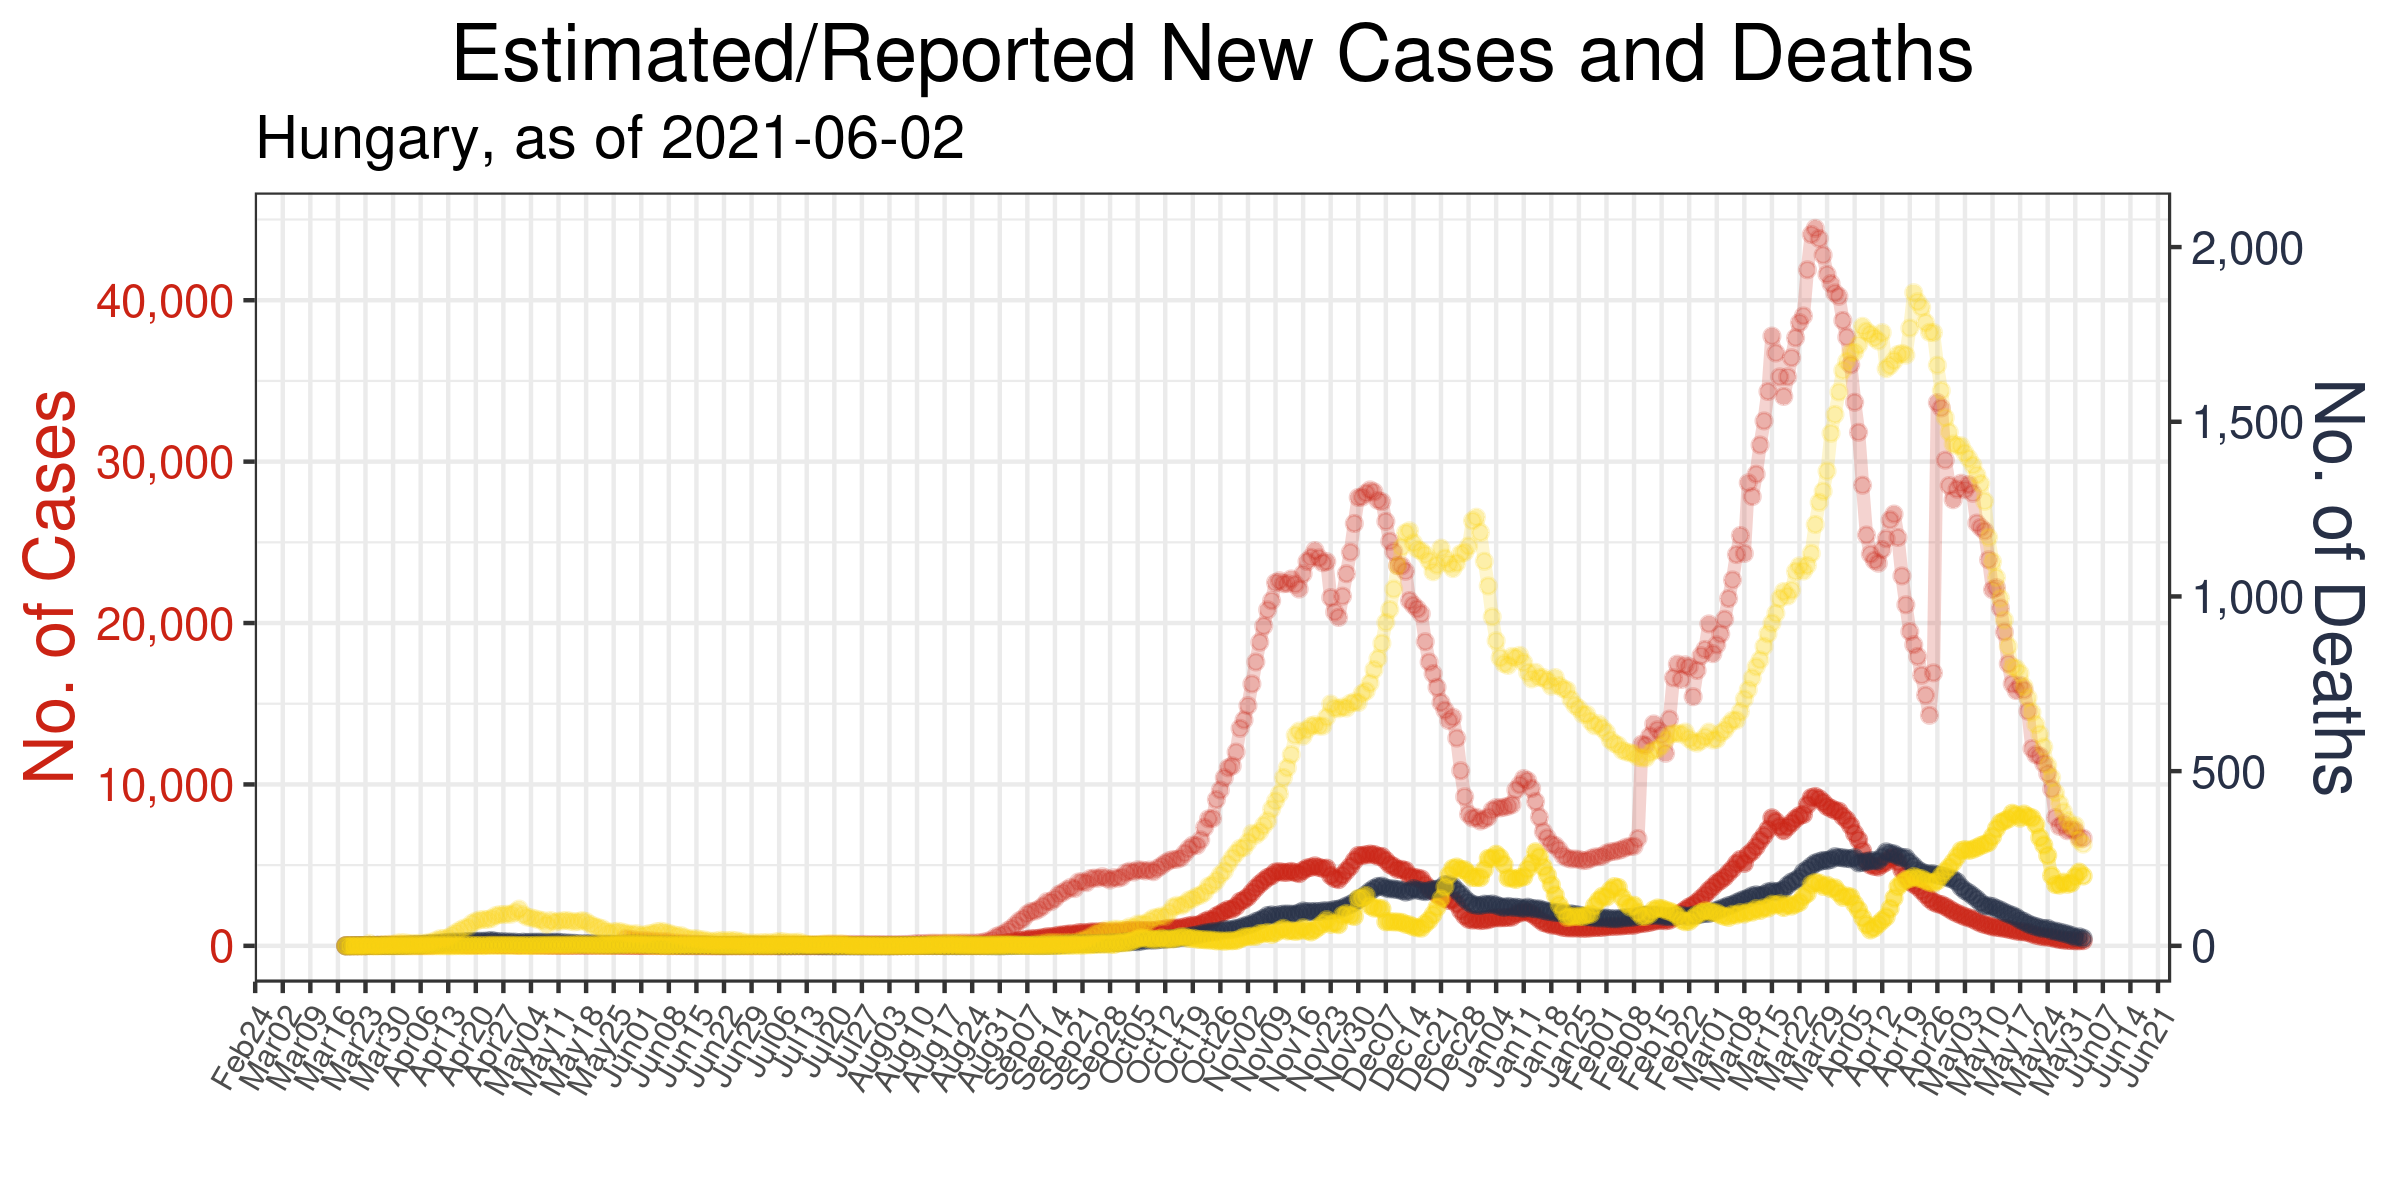 Estimated/Reported New Cases and Deaths
Hungary, as of 2021-06-02
No. of Cases
40,000
30,000
20,000
10,000
0
2,000
1,500
1,000
500
0
No. of Deaths
Feb24
Mar02
Mar09
Mar16
Mar23
Mar30
Apr06
Apr13
Apr20
Apr27
May04
May11
May18
May25
Jun01
Jun08
Jun15
Jun22
Jun29
Jul06
Jul13
Jul20
Jul27
Aug03
Aug10
Aug17
Aug24
Aug31
Sep07
Sep14
Sep21
Sep28
Oct05
Oct12
Oct19
Oct26
Nov02
Nov09
Nov16
Nov23
Nov30
Dec07
Dec14
Dec21
Dec28
Jan04
Jan11
Jan18
Jan25
Feb01
Feb08
Feb15
Feb22
Mar01
Mar08
Mar15
Mar22
Mar29
Apr05
Apr12
Apr19
Apr26
May03
May10
May17
May24
May31
Jun07
Jun14
Jun21